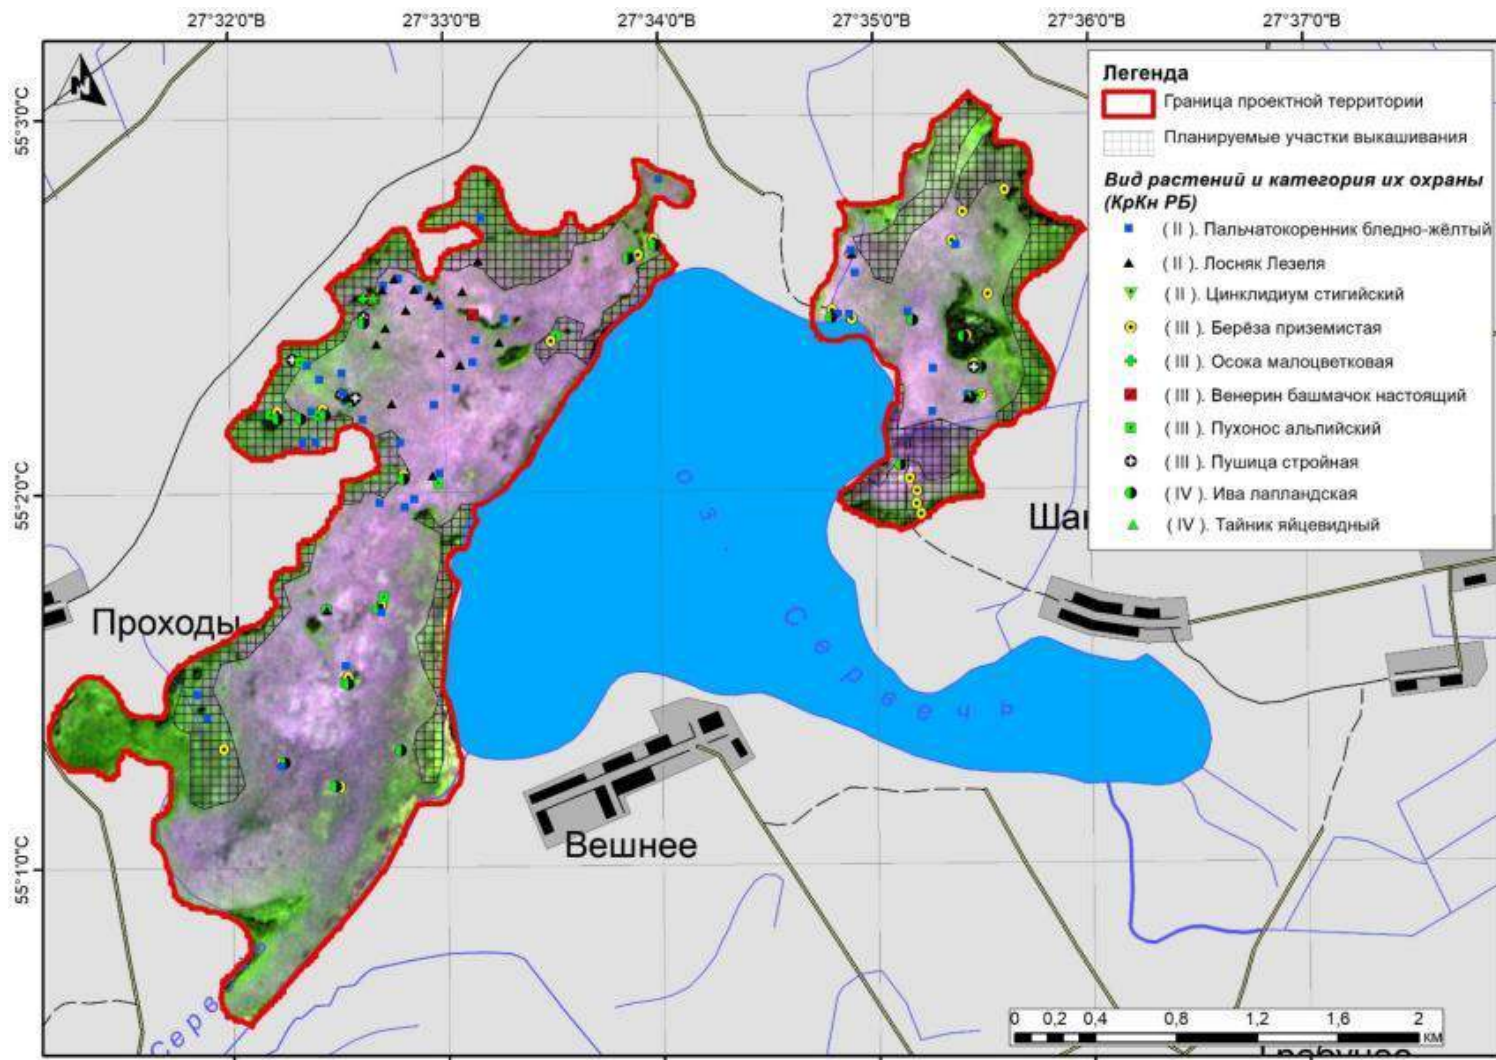 27°32'0"В 27°33'0"В 27°34'0"В 27°35'0"В 27°36'0"В 27°37'0"В
N
55°3'0"С
55°2'0"С
55°1'0"С
Легенда
Граница проектной территории
Планируемые участки выкашивания
Вид растений и категория их охраны
(КрКн РБ)
( II ). Пальчатокоренник бледно-жёлтый
( II ). Лосняк Лезеля
( II ). Цинклидиум стигийский
( III ). Берёза приземистая
( III ). Осока малоцветковая
( III ). Венерин башмачок настоящий
( III ). Пухонос альпийский
( III ). Пушица стройная
( IV ). Ива лапландская
( IV ). Тайник яйцевидный
Проходы
оз. Сервечь
Вешнее
Серв
0 0,2 0,4 0,8 1,2 1,6 2
КМ